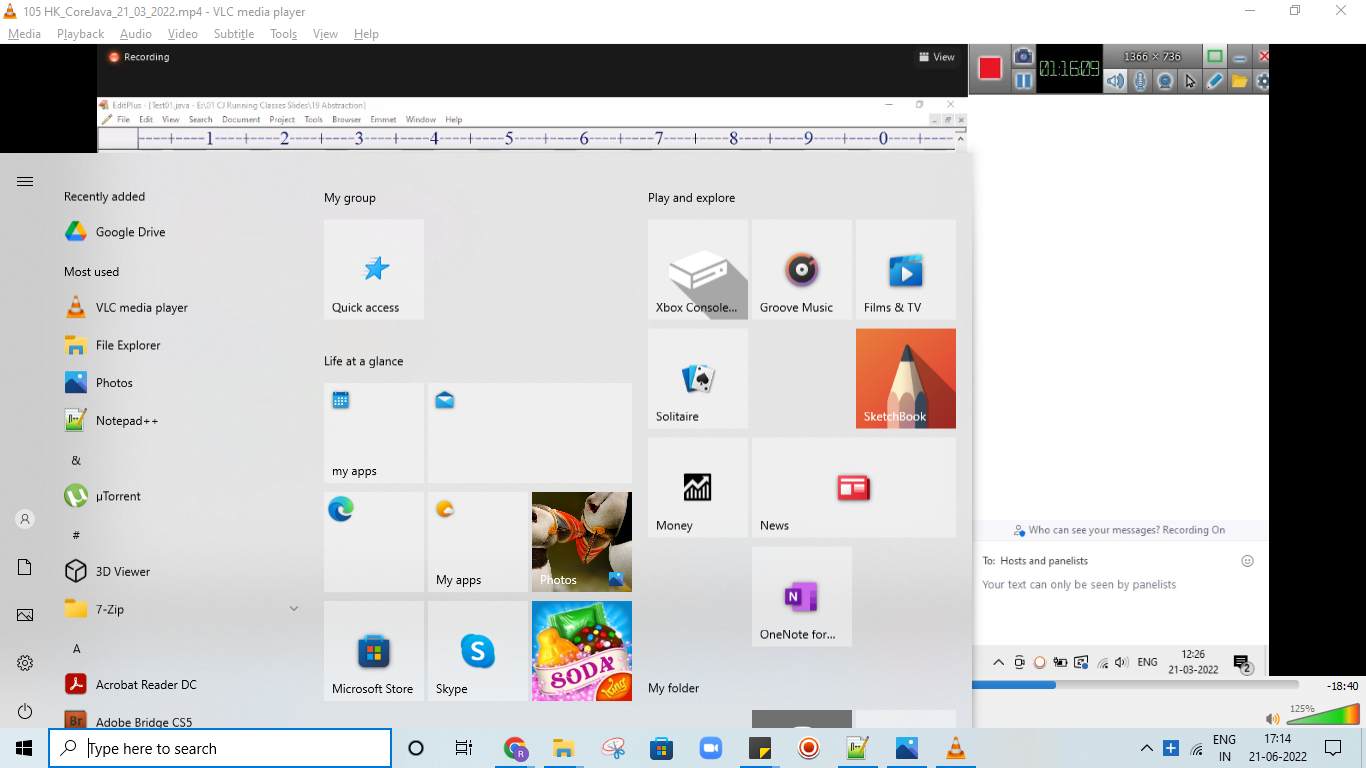 105 HK_CoreJava_21_03_2022.mp4 - VLC media player
Media Playback Audio Video Subtitle Tools View Help
Recording
View
1366 × 736
01:16:09
EditPlus - [Test01.java - E:\01 CJ Running Classes Slides\19 Abstraction]
File Edit View Search Document Project Tools Browser Emmet Window Help
----+----1----+----2----+----3----+----4----+----5----+----6----+----7----+----8----+----9----+----0----+----
Recently added
Google Drive
Most used
VLC media player
File Explorer
Photos
Notepad++
&
µTorrent
#
3D Viewer
7-Zip
A
Acrobat Reader DC
Br
Adobe Bridge CS5
My group
Quick access
Life at a glance
my apps
My apps
Photos
Microsoft Store
Skype
SODA
King
Play and explore
Xbox Console...
Groove Music
Films & TV
Solitaire
SketchBook
Money
News
OneNote for...
My folder
Who can see your messages? Recording On
To: Hosts and panelists
Your text can only be seen by panelists
ENG
12:26
21-03-2022
2
-18:40
125%
Type here to search
R
ENG
IN
17:14
21-06-2022